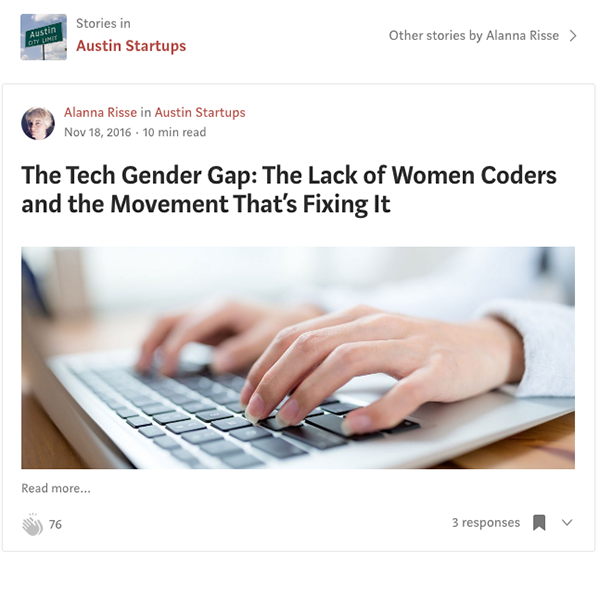 Austin
CITY LIMIT
Stories in
Austin Startups
Other stories by Alanna Risse
Alanna Risse in Austin Startups
Nov 18, 2016 · 10 min read
The Tech Gender Gap: The Lack of Women Coders
and the Movement That’s Fixing It
Read more...
76
3 responses